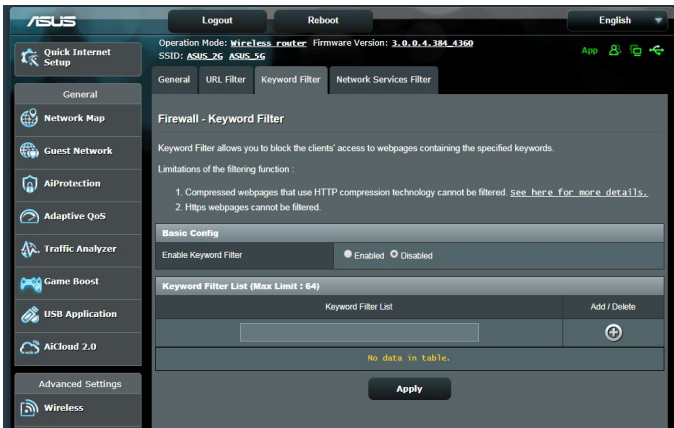 ASUS
Logout
Reboot
English
Quick Internet
Setup
General
Network Map
Guest Network
AiProtection
Adaptive QoS
Traffic Analyzer
Game Boost
USB Application
AiCloud 2.0
Advanced Settings
Wireless
Operation Mode: Wireless router Firmware Version: 3.0.0.4.384_4360
SSID: ASUS_2G ASUS_5G
App
General
URL Filter
Keyword Filter
Network Services Filter
Firewall - Keyword Filter
Keyword Filter allows you to block the clients' access to webpages containing the specified keywords.
Limitations of the filtering function :
1. Compressed webpages that use HTTP compression technology cannot be filtered. See here for more details.
2. Https webpages cannot be filtered.
Basic Config
Enable Keyword Filter
Enabled Disabled
Keyword Filter List (Max Limit : 64)
Keyword Filter List
Add / Delete
No data in table.
Apply